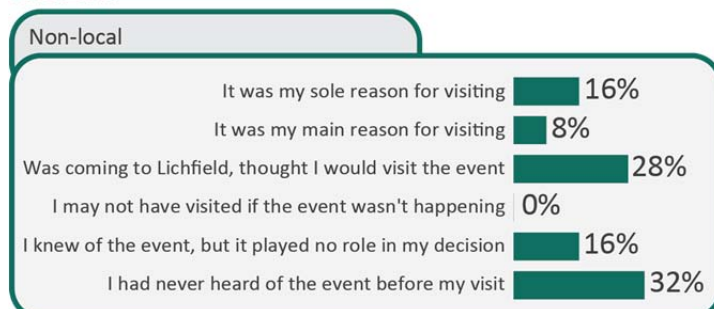 Non-local
It was my sole reason for visiting 16%
It was my main reason for visiting 8%
Was coming to Lichfield, thought I would visit the event 28%
I may not have visited if the event wasn't happening 0%
I knew of the event, but it played no role in my decision 16%
I had never heard of the event before my visit 32%